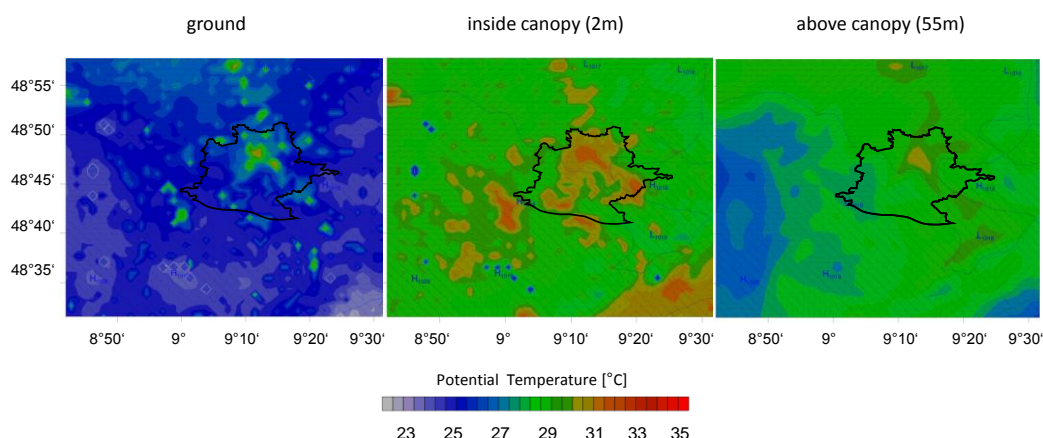 ground inside canopy (2m) above canopy (55m)
48°55‘
48°50‘
48°45‘
48°40‘
48°35‘
8°50‘ 9° 9°10‘ 9°20‘ 9°30‘ 8°50‘ 9° 9°10‘ 9°20‘ 9°30‘ 8°50‘ 9° 9°10‘ 9°20‘ 9°30‘
Potential Temperature [°C]
23 25 27 29 31 33 35